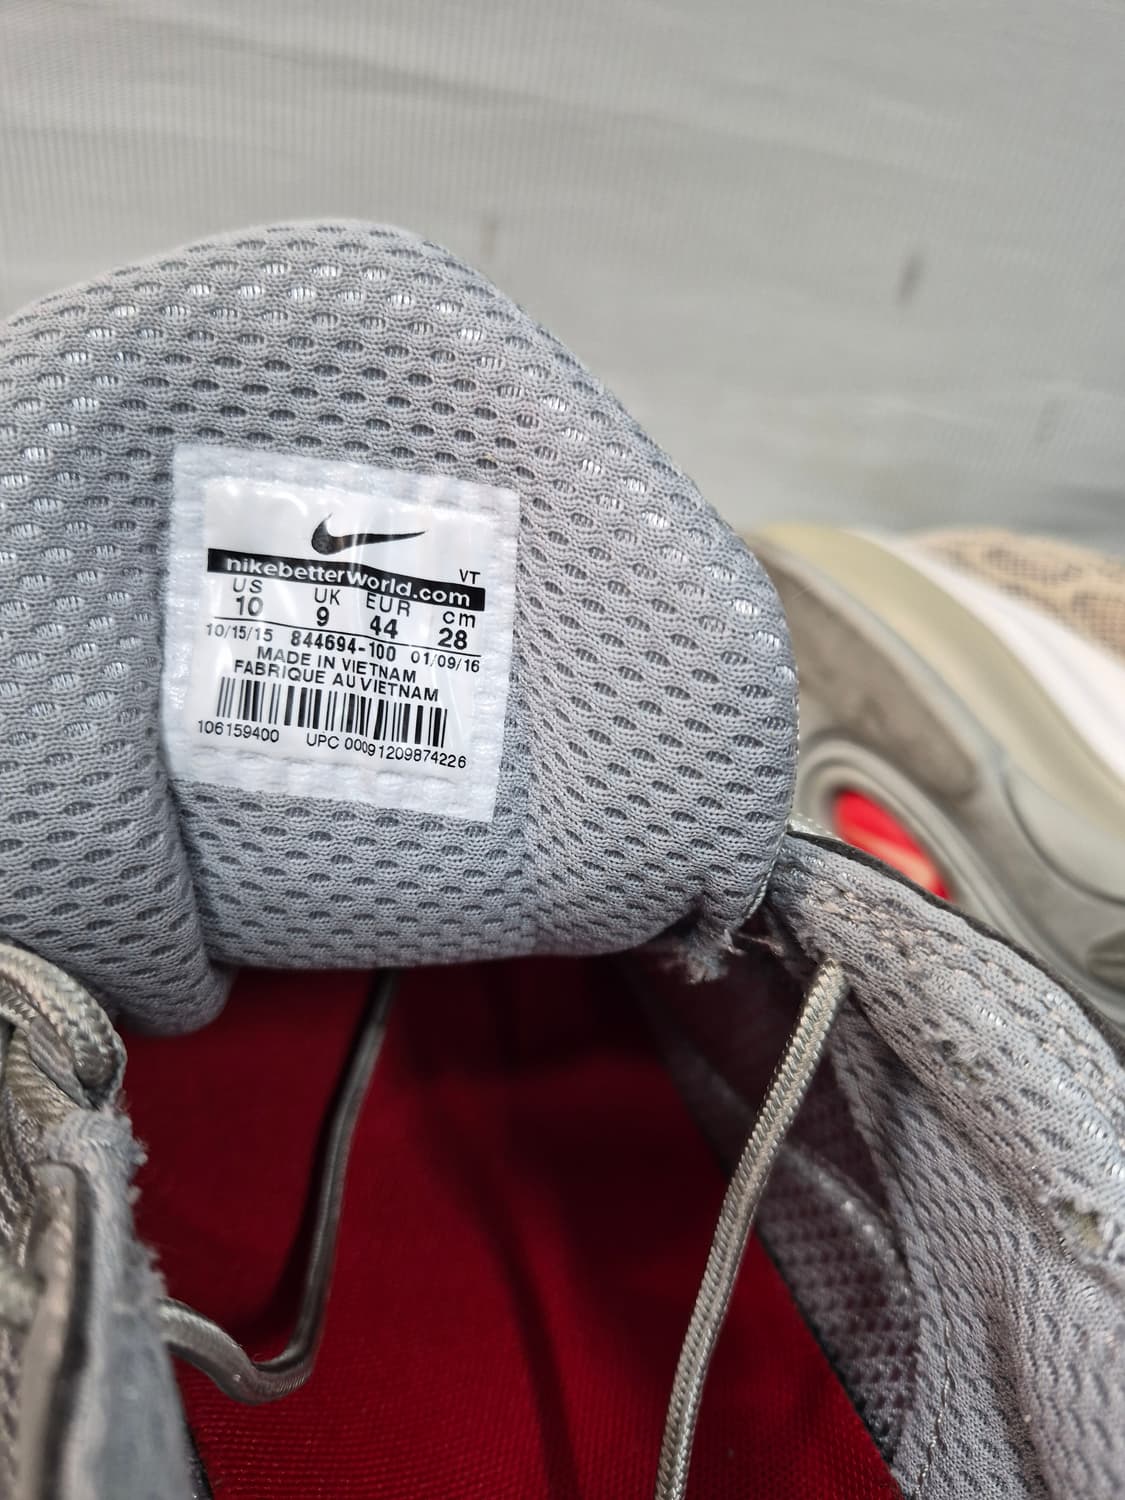 nikebetterworld.com
VT
US UK EUR cm
10 9 44 28
10/15/15 844694-100 01/09/16
MADE IN VIETNAM
FABRIQUE AU VIETNAM
106159400 UPC 00091209874226